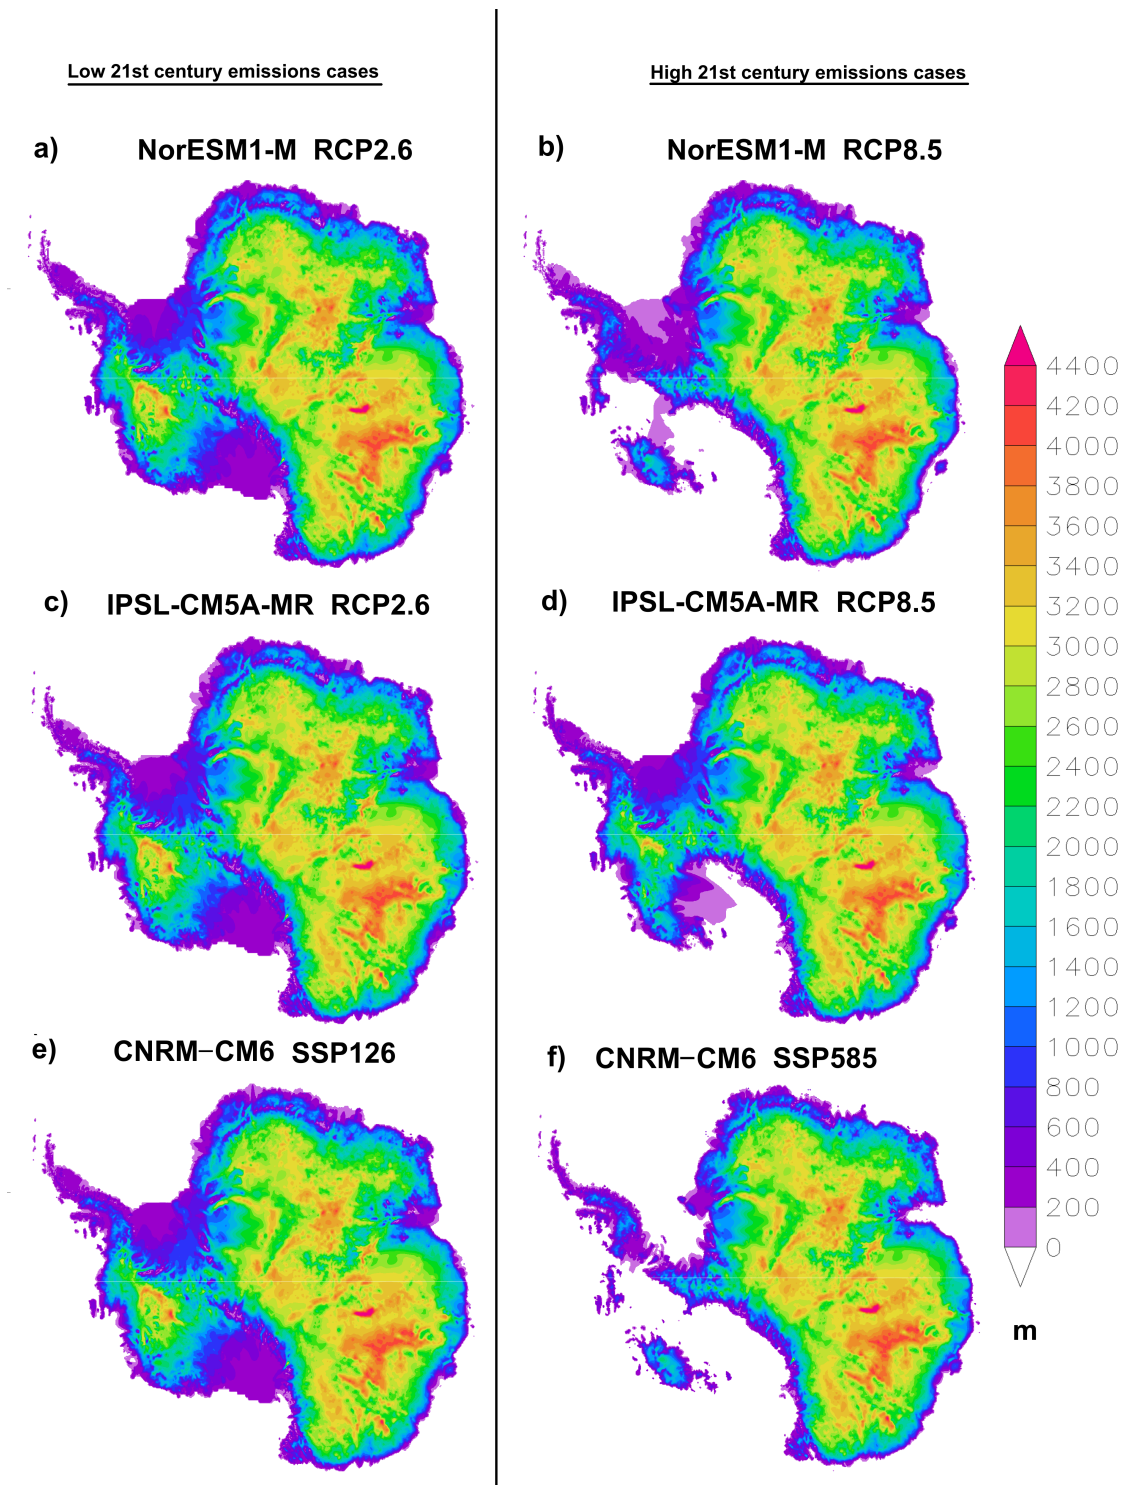 Low 21st century emissions cases
High 21st century emissions cases
a) NorESM1-M RCP2.6
b) NorESM1-M RCP8.5
c) IPSL-CM5A-MR RCP2.6
d) IPSL-CM5A-MR RCP8.5
e) CNRM-CM6 SSP126
f) CNRM-CM6 SSP585
4400
4200
4000
3800
3600
3400
3200
3000
2800
2600
2400
2200
2000
1800
1600
1400
1200
1000
800
600
400
200
0
m